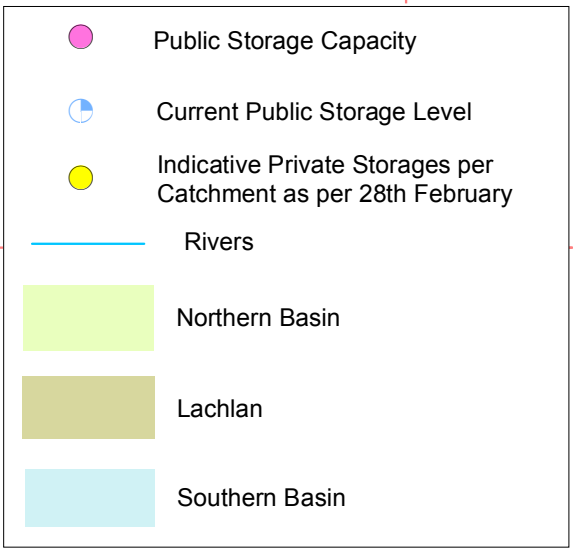 Public Storage Capacity
Current Public Storage Level
Indicative Private Storages per
Catchment as per 28th February
Rivers
Northern Basin
Lachlan
Southern Basin